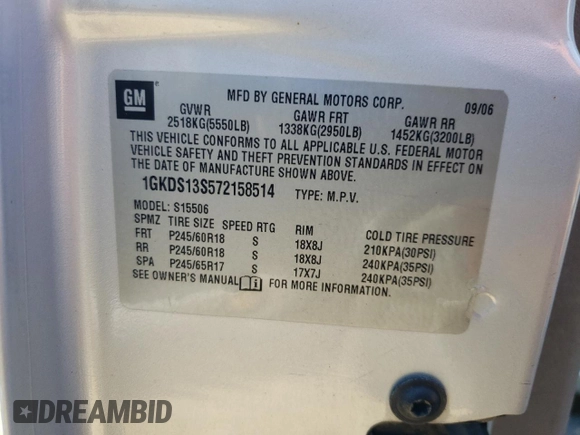 GM
®
MFD BY GENERAL MOTORS CORP. 09/06
GVWR GAWR FRT GAWR RR
2518KG(5550LB) 1338KG(2950LB) 1452KG(3200LB)
THIS VEHICLE CONFORMS TO ALL APPLICABLE U.S. FEDERAL MOTOR
VEHICLE SAFETY AND THEFT PREVENTION STANDARDS IN EFFECT ON
THE DATE OF MANUFACTURE SHOWN ABOVE.
1GKDS13S572158514 TYPE: M.P.V.
MODEL: S15506
SPMZ TIRE SIZE SPEED RTG RIM COLD TIRE PRESSURE
FRT P245/60R18 S 18X8J 210KPA(30PSI)
RR P245/60R18 S 18X8J 240KPA(35PSI)
SPA P245/65R17 S 17X7J 240KPA(35PSI)
SEE OWNER'S MANUAL i FOR MORE INFORMATION.
DREAMBID